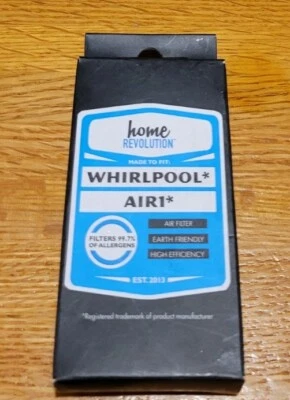 home
REVOLUTION™
MADE TO FIT:
WHIRLPOOL*
AIR1*
AIR FILTER
FILTERS 99.7%
OF ALLERGENS
EARTH FRIENDLY
HIGH EFFICIENCY
EST. 2013
*Registered trademark of product manufacturer